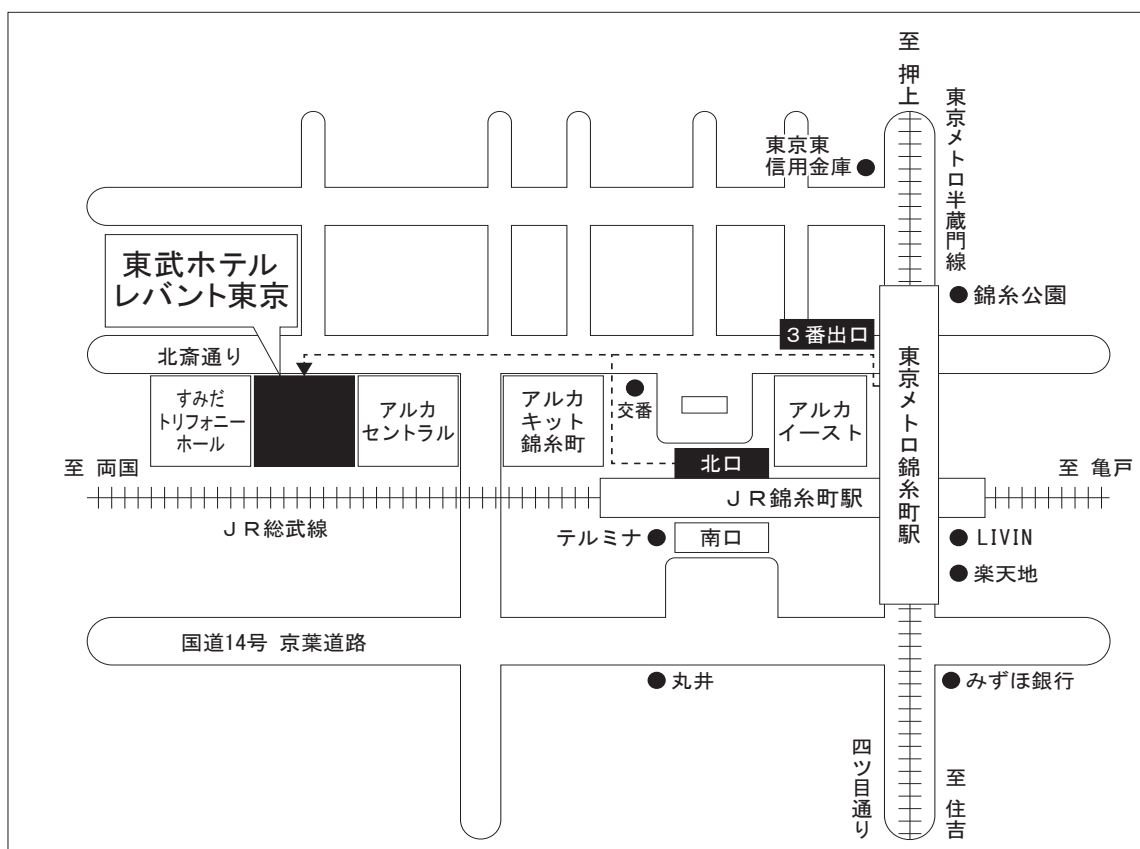 至 押上
東京メトロ半蔵門線
東京東
信用金庫
錦糸公園
東武ホテル
レバント東京
3番出口
北斎通り
東京メトロ錦糸町駅
すみだ
トリフォニー
ホール
アルカ
セントラル
アルカ
キット
錦糸町
交番
アルカ
イースト
北口
至 両国
至 亀戸
JR錦糸町駅
JR総武線
テルミナ
南口
LIVIN
楽天地
国道14号 京葉道路
丸井
みずほ銀行
四ツ目通り
至 住吉